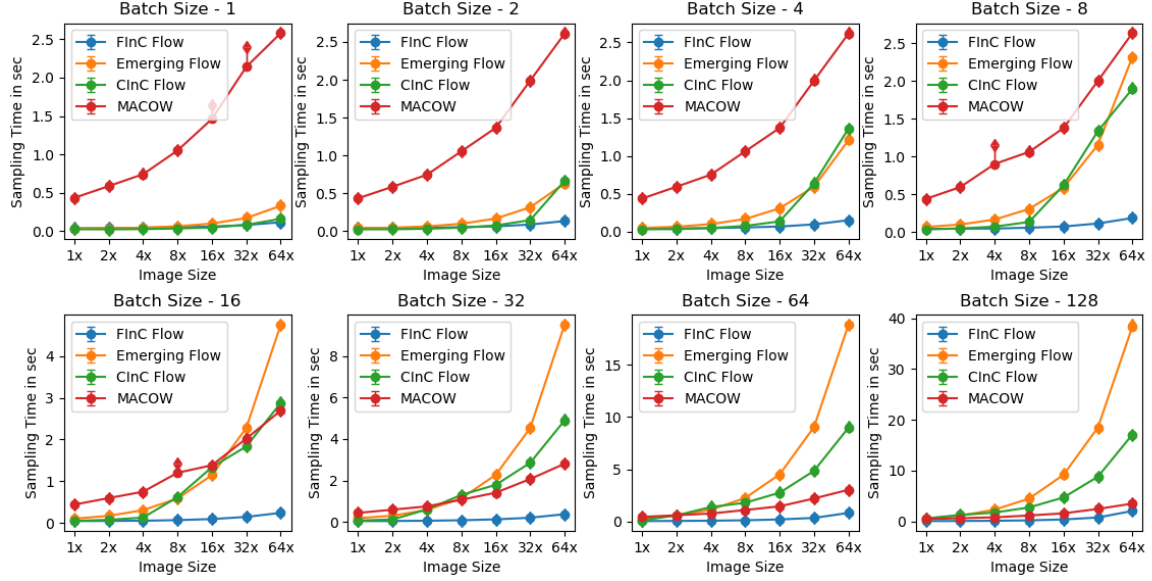 Batch Size - 1
Sampling Time in sec
2.5
2.0
1.5
1.0
0.5
0.0
FInC Flow
Emerging Flow
CInC Flow
MACOW
1x 2x 4x 8x 16x 32x 64x
Image Size
Batch Size - 2
Sampling Time in sec
2.5
2.0
1.5
1.0
0.5
0.0
FInC Flow
Emerging Flow
CInC Flow
MACOW
1x 2x 4x 8x 16x 32x 64x
Image Size
Batch Size - 4
Sampling Time in sec
2.5
2.0
1.5
1.0
0.5
0.0
FInC Flow
Emerging Flow
CInC Flow
MACOW
1x 2x 4x 8x 16x 32x 64x
Image Size
Batch Size - 8
Sampling Time in sec
2.5
2.0
1.5
1.0
0.5
0.0
FInC Flow
Emerging Flow
CInC Flow
MACOW
1x 2x 4x 8x 16x 32x 64x
Image Size
Batch Size - 16
Sampling Time in sec
4
3
2
1
0
FInC Flow
Emerging Flow
CInC Flow
MACOW
1x 2x 4x 8x 16x 32x 64x
Image Size
Batch Size - 32
Sampling Time in sec
8
6
4
2
0
FInC Flow
Emerging Flow
CInC Flow
MACOW
1x 2x 4x 8x 16x 32x 64x
Image Size
Batch Size - 64
Sampling Time in sec
15
10
5
0
FInC Flow
Emerging Flow
CInC Flow
MACOW
1x 2x 4x 8x 16x 32x 64x
Image Size
Batch Size - 128
Sampling Time in sec
40
30
20
10
0
FInC Flow
Emerging Flow
CInC Flow
MACOW
1x 2x 4x 8x 16x 32x 64x
Image Size